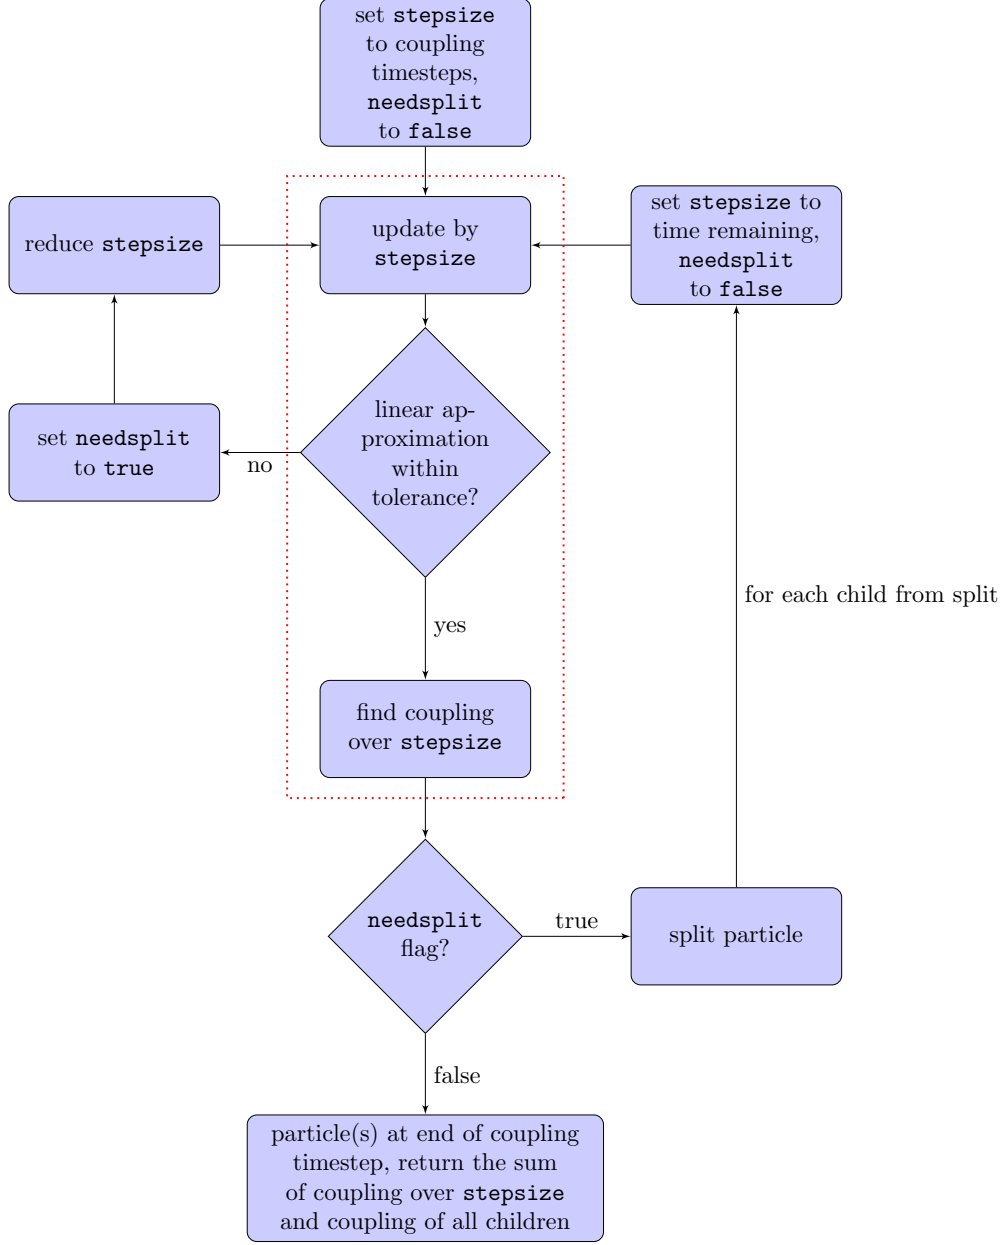 set stepsize
to coupling
timesteps,
needsplit
to false
reduce stepsize
update by
stepsize
set stepsize to
time remaining,
needsplit
to false
linear ap-
proximation
within
tolerance?
set needsplit
to true
no
yes
for each child from split
find coupling
over stepsize
needsplit
flag?
true
split particle
false
particle(s) at end of coupling
timestep, return the sum
of coupling over stepsize
and coupling of all children